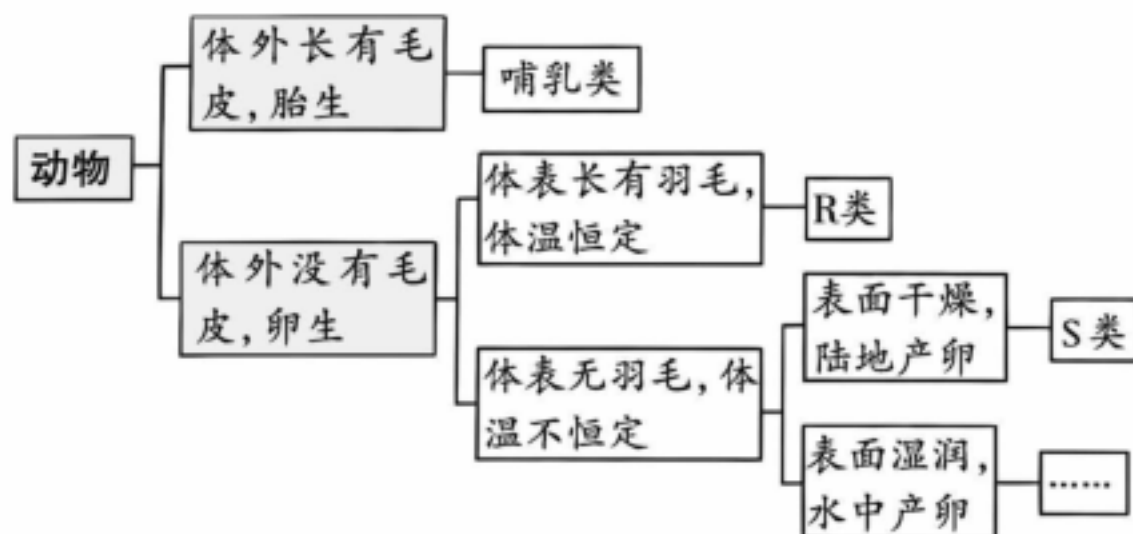 体外长有毛
皮,胎生
哺乳类
动物
体表长有羽毛,
体温恒定
R类
体外没有毛
皮,卵生
表面干燥,
陆地产卵
S类
体表无羽毛,体
温不恒定
表面湿润,
水中产卵
……